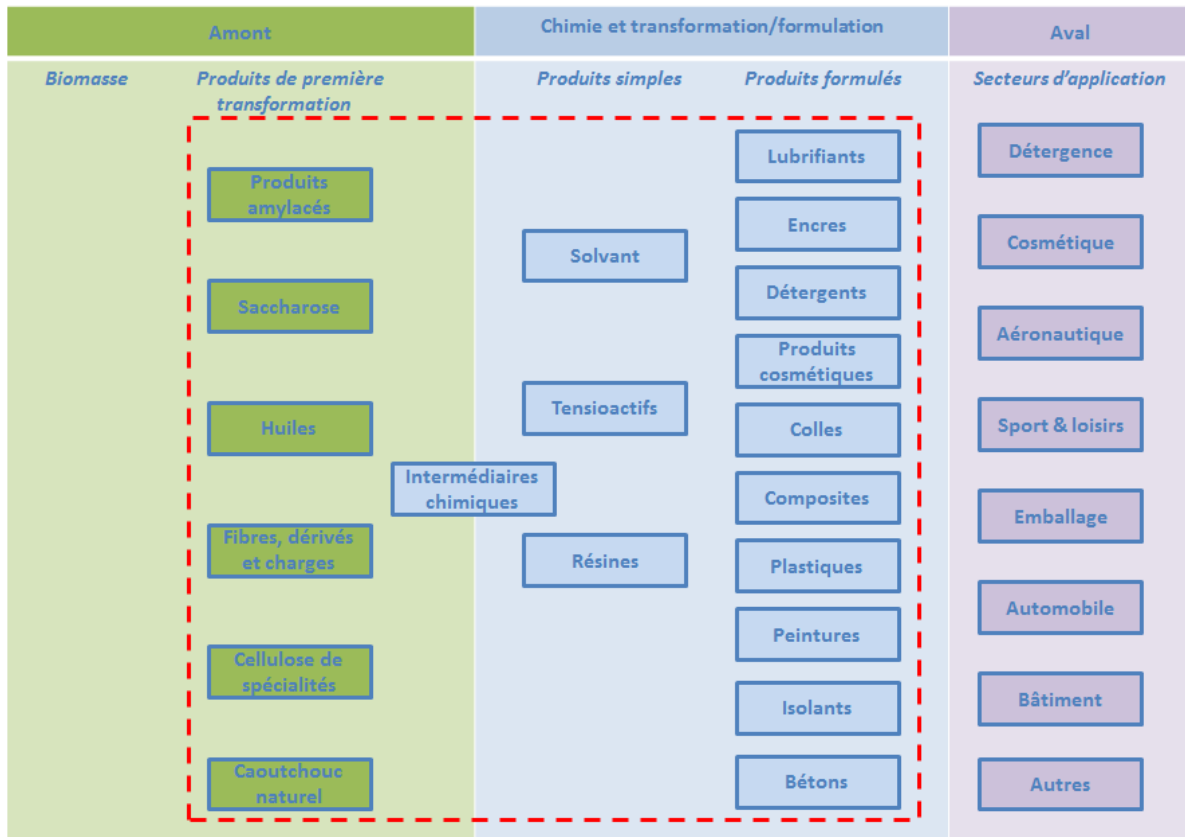 Amont
Chimie et transformation/formulation
Aval
Biomasse
Produits de première
transformation
Produits simples
Produits formulés
Secteurs d'application
Produits
amylacés
Saccharose
Huiles
Fibres, dérivés
et charges
Cellulose de
spécialités
Caoutchouc
naturel
Intermédiaires
chimiques
Solvant
Tensioactifs
Résines
Lubrifiants
Encres
Détergents
Produits
cosmétiques
Colles
Composites
Plastiques
Peintures
Isolants
Bétons
Détergence
Cosmétique
Aéronautique
Sport & loisirs
Emballage
Automobile
Bâtiment
Autres